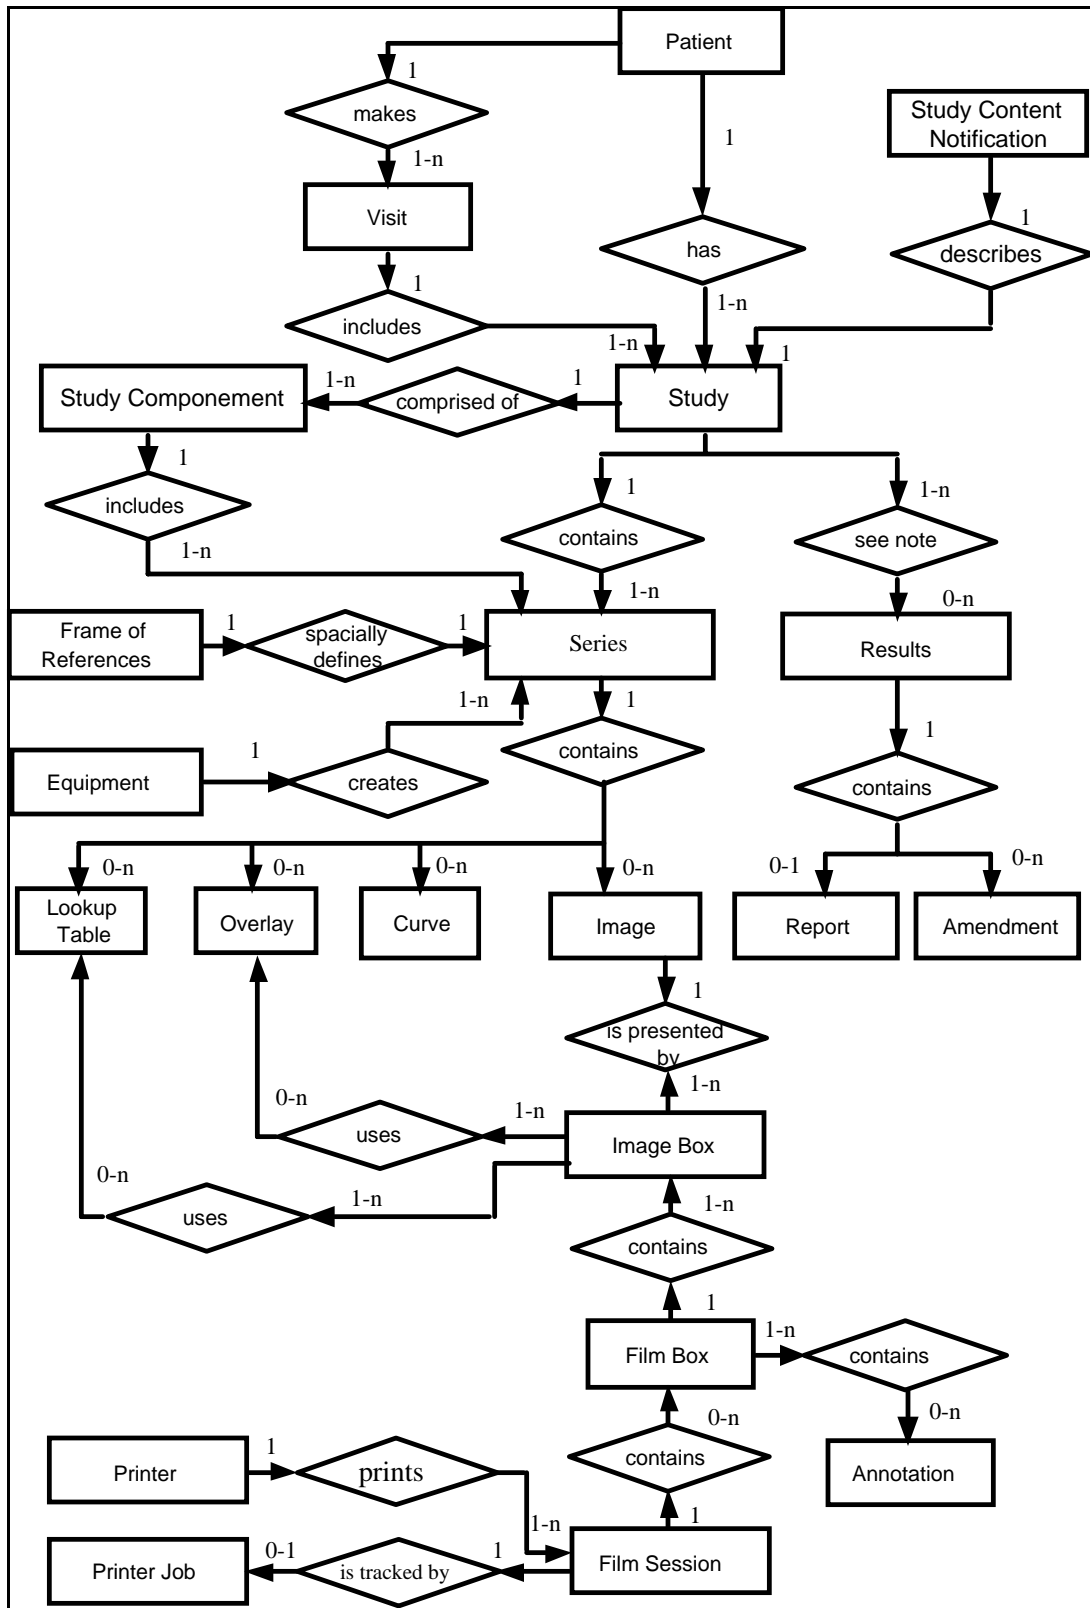 Patient
1
makes
1-n
Visit
1
includes
1-n
1
has
1-n
Study Content
Notification
1
describes
1
Study
1
comprised of
1-n
Study Componement
1
includes
1-n
1
contains
1-n
1-n
see note
0-n
Frame of
References
1
spacially
defines
1
Series
Results
1-n
1
Equipment
1
creates
contains
1
contains
0-n
0-n
0-n
0-n
0-1
0-n
Lookup
Table
Overlay
Curve
Image
Report
Amendment
1
is presented
by
1-n
0-n
uses
1-n
Image Box
0-n
uses
1-n
1-n
contains
1
Film Box
1-n
contains
0-n
Annotation
0-n
contains
1
Printer
1
prints
1-n
Film Session
1
is tracked by
0-1
Printer Job